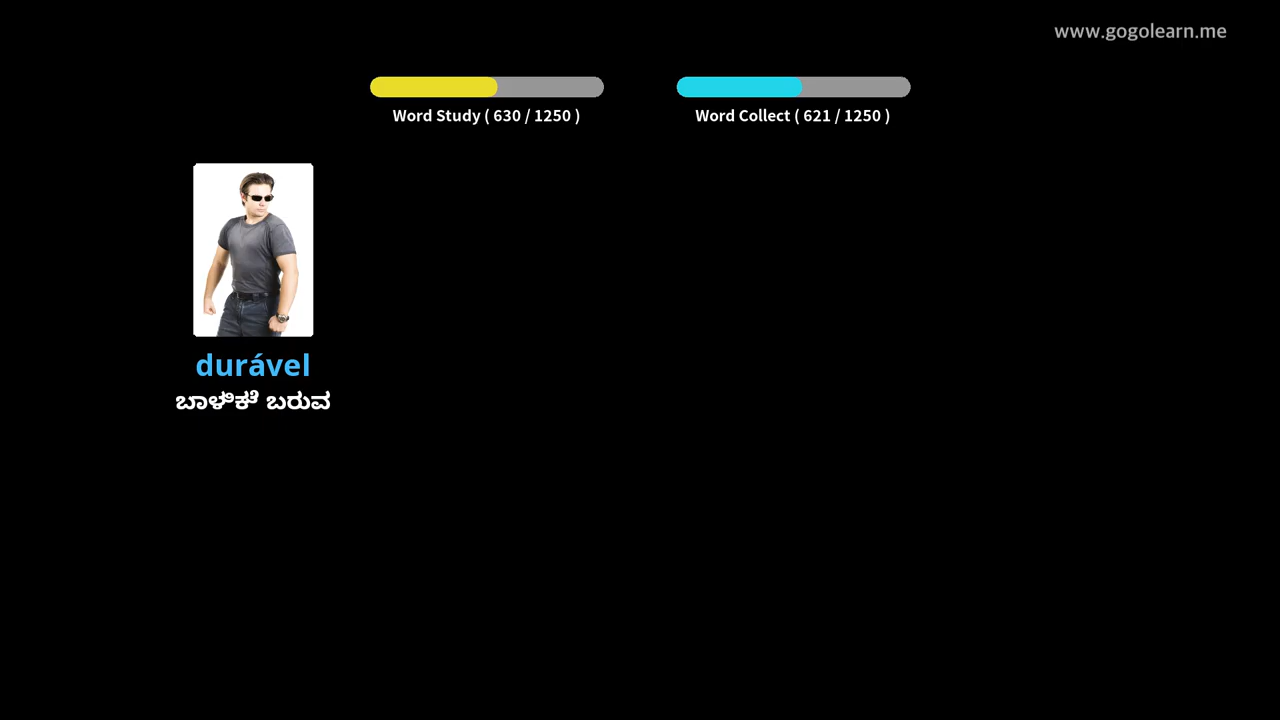 www.gogolearn.me
Word Study ( 630 / 1250 )
Word Collect ( 621 / 1250 )
durável
ಬಾಳಿಕೆ ಬರುವ